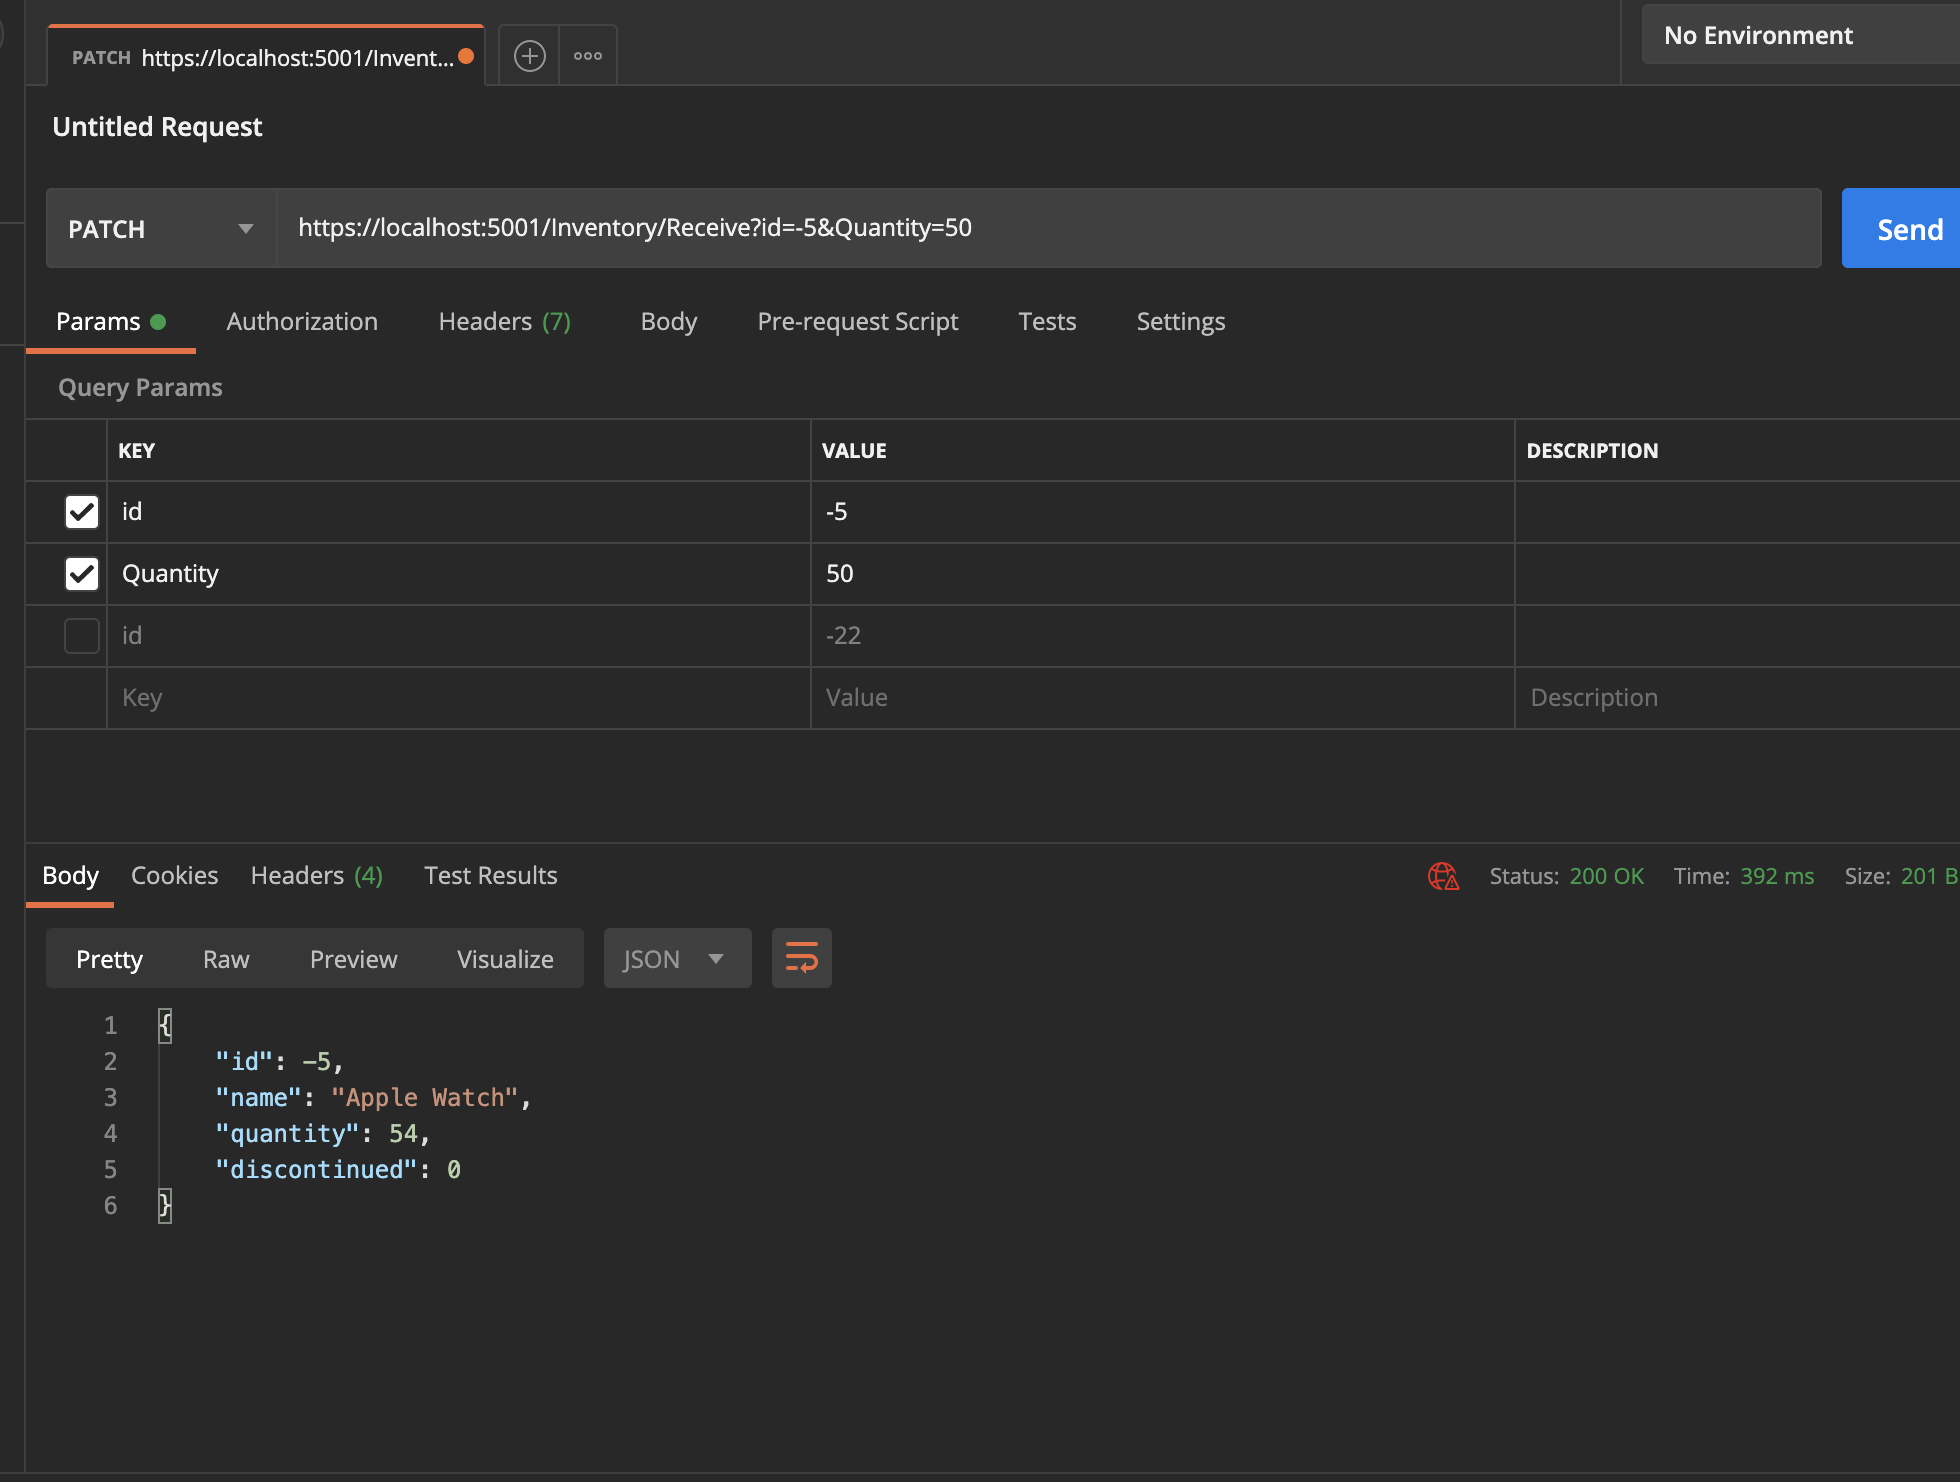 PATCH https://localhost:5001/Invent...
No Environment
Untitled Request
PATCH https://localhost:5001/Inventory/Receive?id=-5&Quantity=50 Send
Params Authorization Headers (7) Body Pre-request Script Tests Settings
Query Params
KEY VALUE DESCRIPTION
id -5
Quantity 50
id -22
Key Value Description
Body Cookies Headers (4) Test Results Status: 200 OK Time: 392 ms Size: 201 B
Pretty Raw Preview Visualize JSON
1 {
2 "id": -5,
3 "name": "Apple Watch",
4 "quantity": 54,
5 "discontinued": 0
6 }